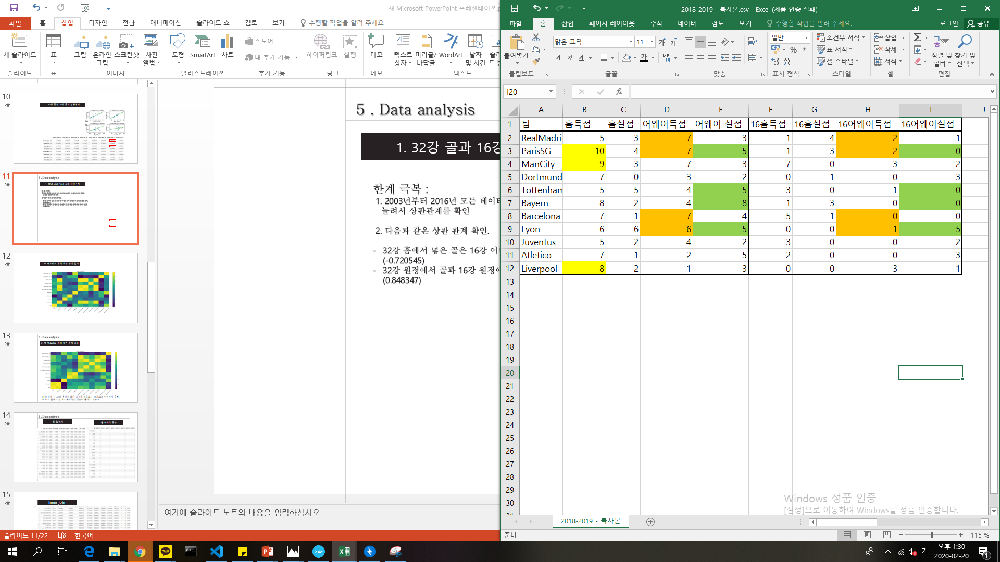 새 Microsoft PowerPoint 프레젠테이션.p
파일 홈 삽입 디자인 전환 애니메이션 슬라이드 쇼 검토 보기 수행할 작업을 알려 주세요.
새 슬라이드
표
그림
온라인 그림
스크린샷
사진 앨범
도형
SmartArt
차트
스토어
내 추가 기능
하이퍼링크
실행
메모
텍스트 상자
머리글/바닥글
WordArt
날짜 및 시간
슬라이드
표
이미지
일러스트레이션
추가 기능
링크
메모
텍스트
10
11
12
13
14
15
5 . Data analysis
1. 32강 골과 16강
한계 극복 :
1. 2003년부터 2016년 모든 데이터
늘려서 상관관계를 확인
2. 다음과 같은 상관 관계 확인.
- 32강 홈에서 넣은 골은 16강 어
(-0.720545)
- 32강 원정에서 골과 16강 원정에
(0.848347)
Inner join
여기에 슬라이드 노트의 내용을 입력하십시오
슬라이드 11/22 한국어
2018-2019 - 복사본.csv - Excel (제품 인증 실패)
파일 홈 삽입 페이지 레이아웃 수식 데이터 검토 보기 수행할 작업을 알려 주세요. 로그인 공유
붙여넣기
맑은 고딕 11
가 가
가 가 가 가 내천
일반
% ,
조건부 서식
표 서식
셀 스타일
삽입
삭제
서식
정렬 및 필터
찾기 및 선택
클립보드 글꼴 맞춤 표시 형식 스타일 셀 편집
I20 fx
A B C D E F G H I J
1 팀 홈득점 홈실점 어웨이득점 어웨이 실점 16홈득점 16홈실점 16어웨이득점 16어웨이실점
2 RealMadri 5 3 7 3 1 4 2 1
3 ParisSG 10 4 7 5 1 3 2 0
4 ManCity 9 3 7 3 7 0 3 2
5 Dortmund 7 0 3 2 0 1 0 3
6 Tottenham 5 5 4 5 3 0 1 0
7 Bayern 8 2 4 8 1 3 0 0
8 Barcelona 7 1 7 4 5 1 0 0
9 Lyon 6 6 6 5 0 0 1 5
10 Juventus 5 2 4 2 3 0 0 2
11 Atletico 7 1 2 5 2 0 0 3
12 Liverpool 8 2 1 3 0 0 3 1
13
14
15
16
17
18
19
20
21
22
23
24
25
26
27
28
29
30
Windows 정품 인증
[설정]으로 이동하여 Windows를 정품 인증합니다.
2018-2019 - 복사본
준비
115 %
TALK
가
오후 1:30
2020-02-20
1